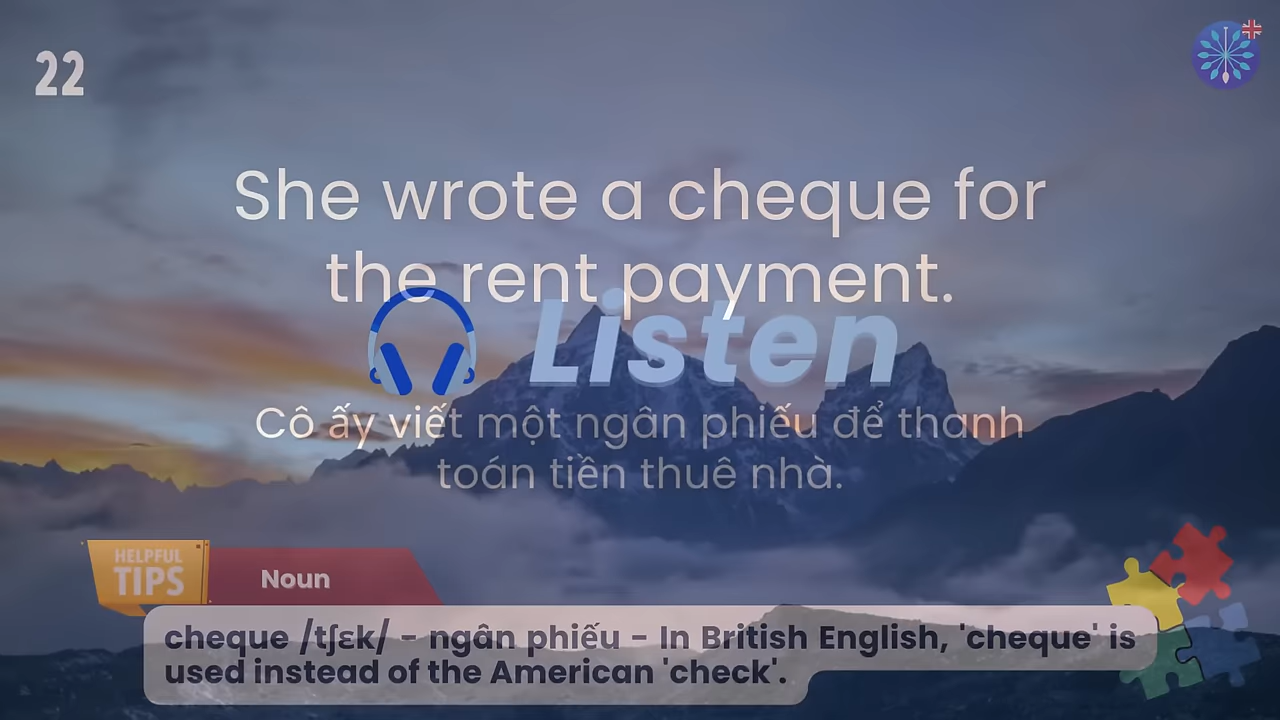 22
She wrote a cheque for
the rent payment.
Listen
Cô ấy viết một ngân phiếu để thanh
toán tiền thuê nhà.
HELPFUL
TIPS
Noun
cheque /tʃɛk/ - ngân phiếu - In British English, 'cheque' is
used instead of the American 'check'.